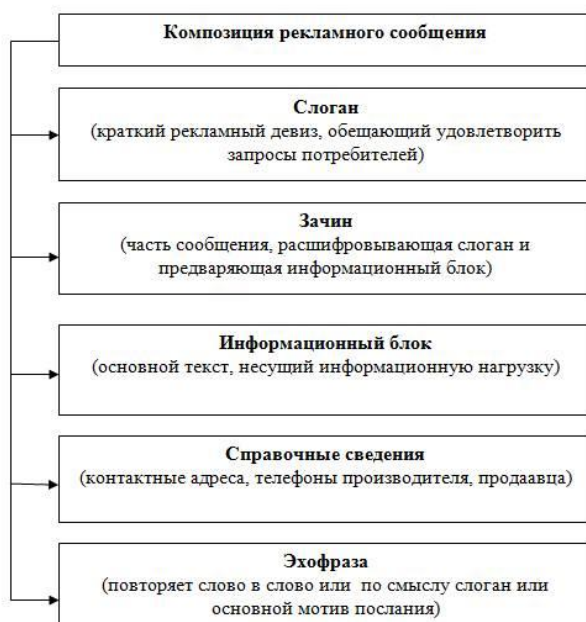 Композиция рекламного сообщения
Слоган
(краткий рекламный девиз, обещающий удовлетворить
запросы потребителей)
Зачин
(часть сообщения, расшифровывающая слоган и
предваряющая информационный блок)
Информационный блок
(основной текст, несущий информационную нагрузку)
Справочные сведения
(контактные адреса, телефоны производителя, продаавца)
Эхофраза
(повторяет слово в слово или по смыслу слоган или
основной мотив послания)